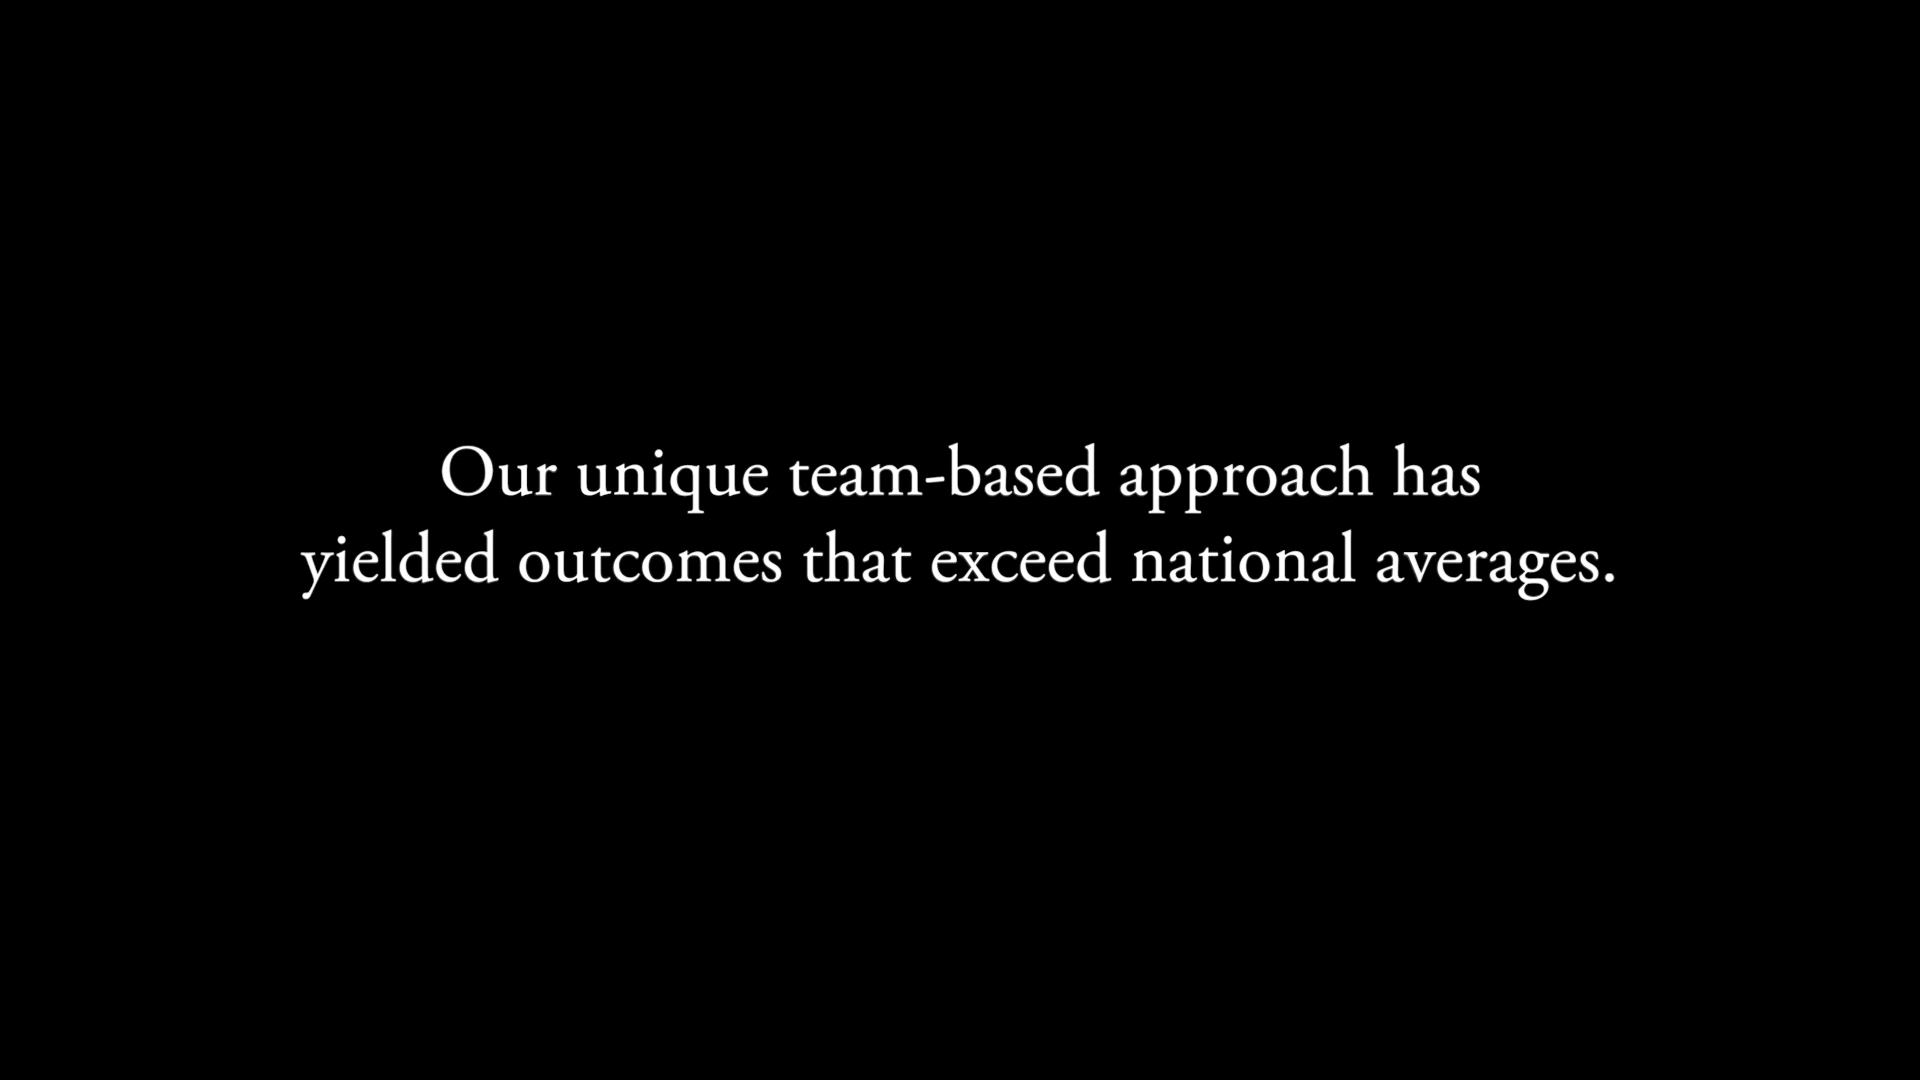 Our unique team-based approach has
yielded outcomes that exceed national averages.